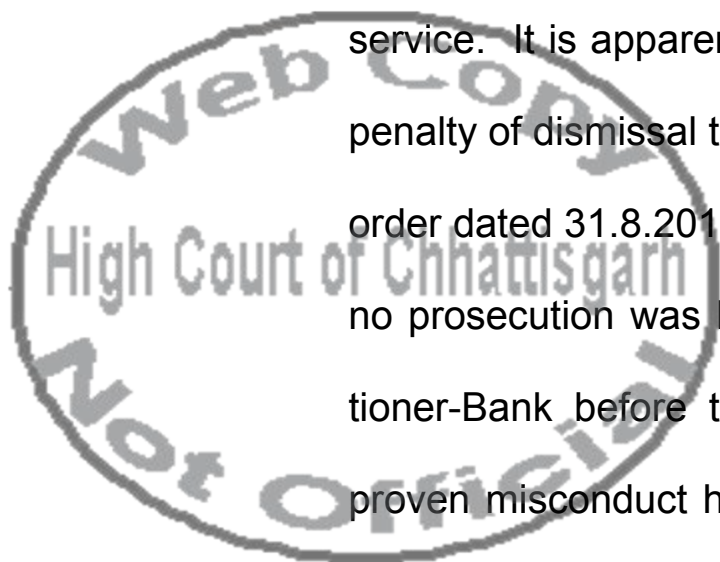 service. It is apparen
penalty of dismissal t
order dated 31.8.201
no prosecution was
tioner-Bank before t
proven misconduct h
Web Copy
High Court of Chhattisgarh
Not Official